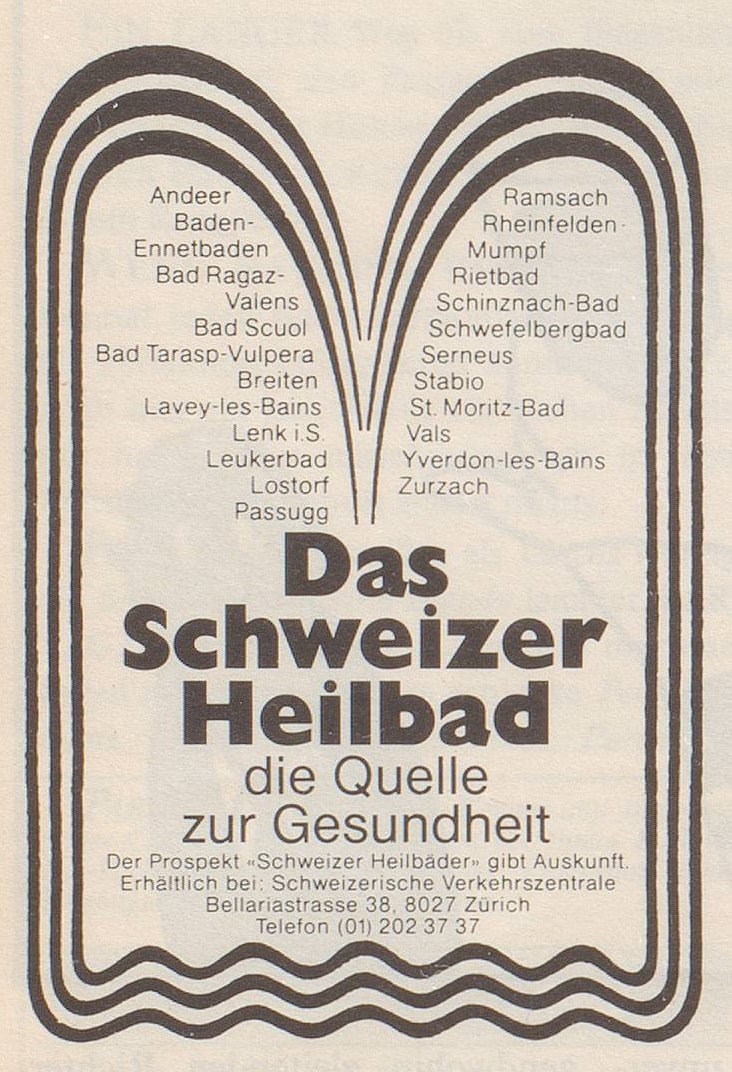 Andeer
Baden-
Ennetbaden
Bad Ragaz-
Valens
Bad Scuol
Bad Tarasp-Vulpera
Breiten
Lavey-les-Bains
Lenk i.S.
Leukerbad
Lostorf
Passugg
Ramsach
Rheinfelden-
Mumpf
Rietbad
Schinznach-Bad
Schwefelbergbad
Serneus
Stabio
St. Moritz-Bad
Vals
Yverdon-les-Bains
Zurzach
Das
Schweizer
Heilbad
die Quelle
zur Gesundheit
Der Prospekt «Schweizer Heilbäder» gibt Auskunft.
Erhältlich bei: Schweizerische Verkehrszentrale
Bellariastrasse 38, 8027 Zürich
Telefon (01) 202 37 37